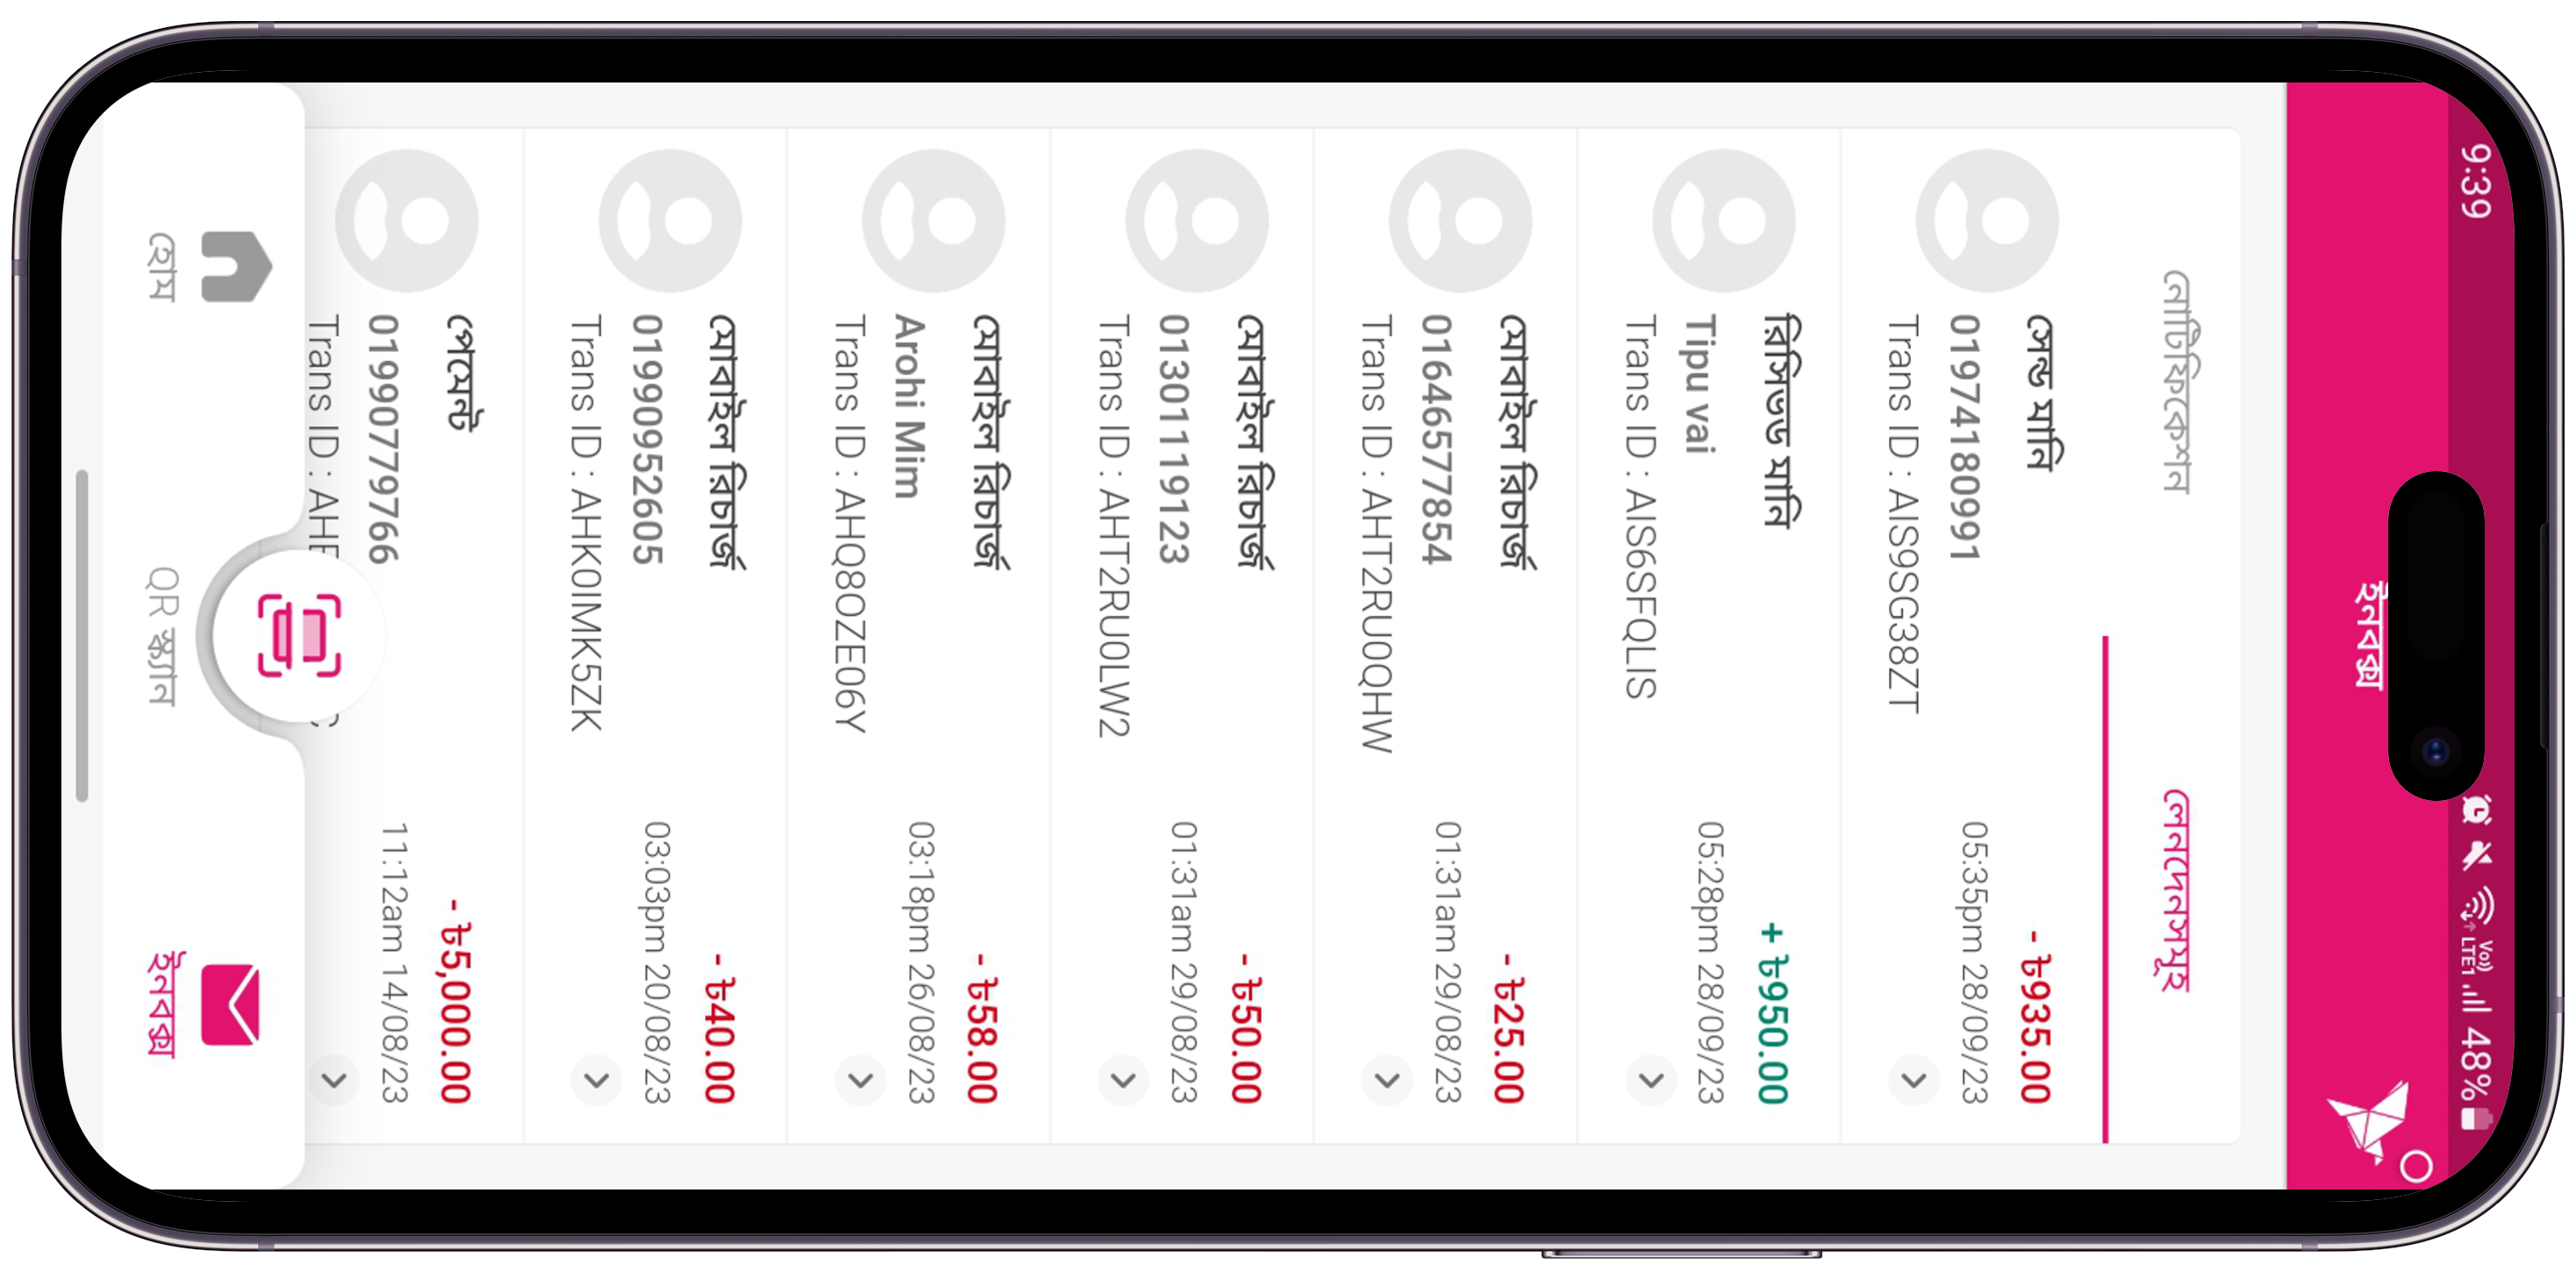 9:39
Vo) LTE1 48%
ইনবক্স
নোটিফিকেশন
লেনদেনসমূহ
সেন্ড মানি
- ৳935.00
01974180991
05:35pm 28/09/23
Trans ID : AIS9SG38ZT
রিসিভড মানি
+ ৳950.00
Tipu vai
05:28pm 28/09/23
Trans ID : AIS6SFQLIS
মোবাইল রিচার্জ
- ৳25.00
01646577854
01:31am 29/08/23
Trans ID : AHT2RU0QHW
মোবাইল রিচার্জ
- ৳50.00
01301119123
01:31am 29/08/23
Trans ID : AHT2RU0LW2
মোবাইল রিচার্জ
- ৳58.00
Arohi Mim
03:18pm 26/08/23
Trans ID : AHQ8OZE06Y
মোবাইল রিচার্জ
- ৳40.00
01990952605
03:03pm 20/08/23
Trans ID : AHK0IMK5ZK
পেমেন্ট
- ৳5,000.00
01990779766
11:12am 14/08/23
Trans ID :
হোম
QR স্ক্যান
ইনবক্স